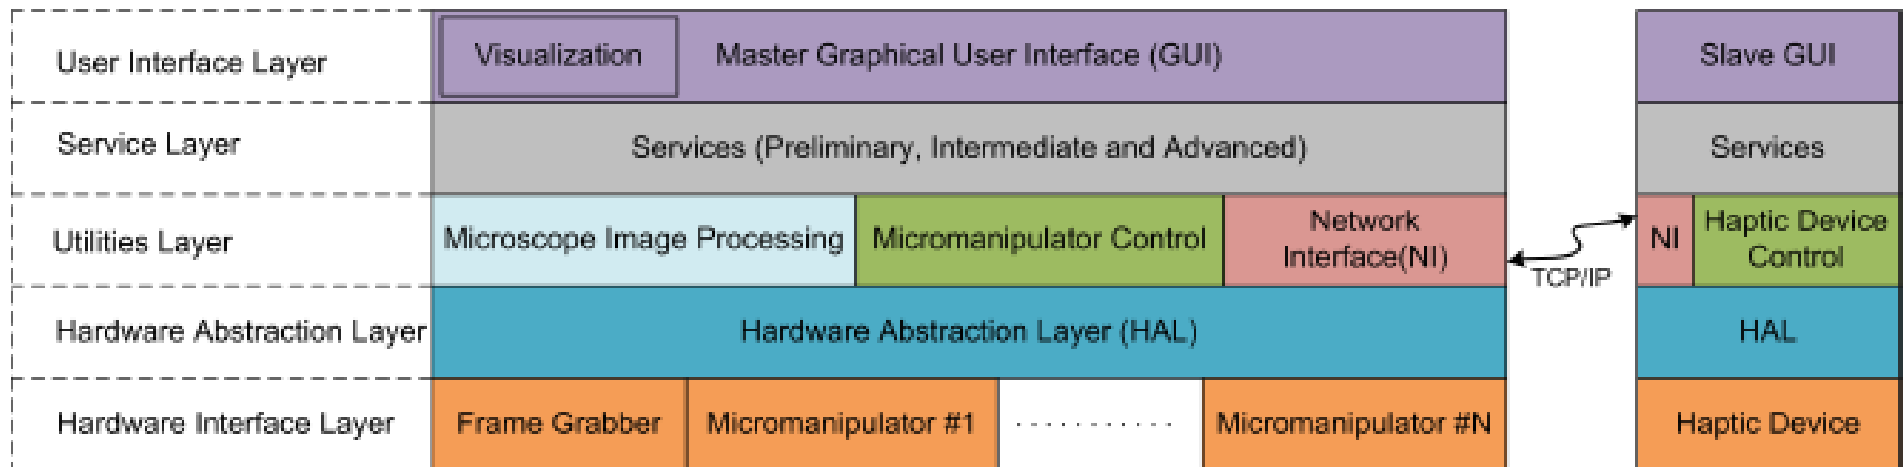 User Interface Layer
Visualization
Master Graphical User Interface (GUI)
Slave GUI
Service Layer
Services (Preliminary, Intermediate and Advanced)
Services
Utilities Layer
Microscope Image Processing
Micromanipulator Control
Network
Interface(NI)
TCP/IP
NI
Haptic Device
Control
Hardware Abstraction Layer
Hardware Abstraction Layer (HAL)
HAL
Hardware Interface Layer
Frame Grabber
Micromanipulator #1
...........
Micromanipulator #N
Haptic Device